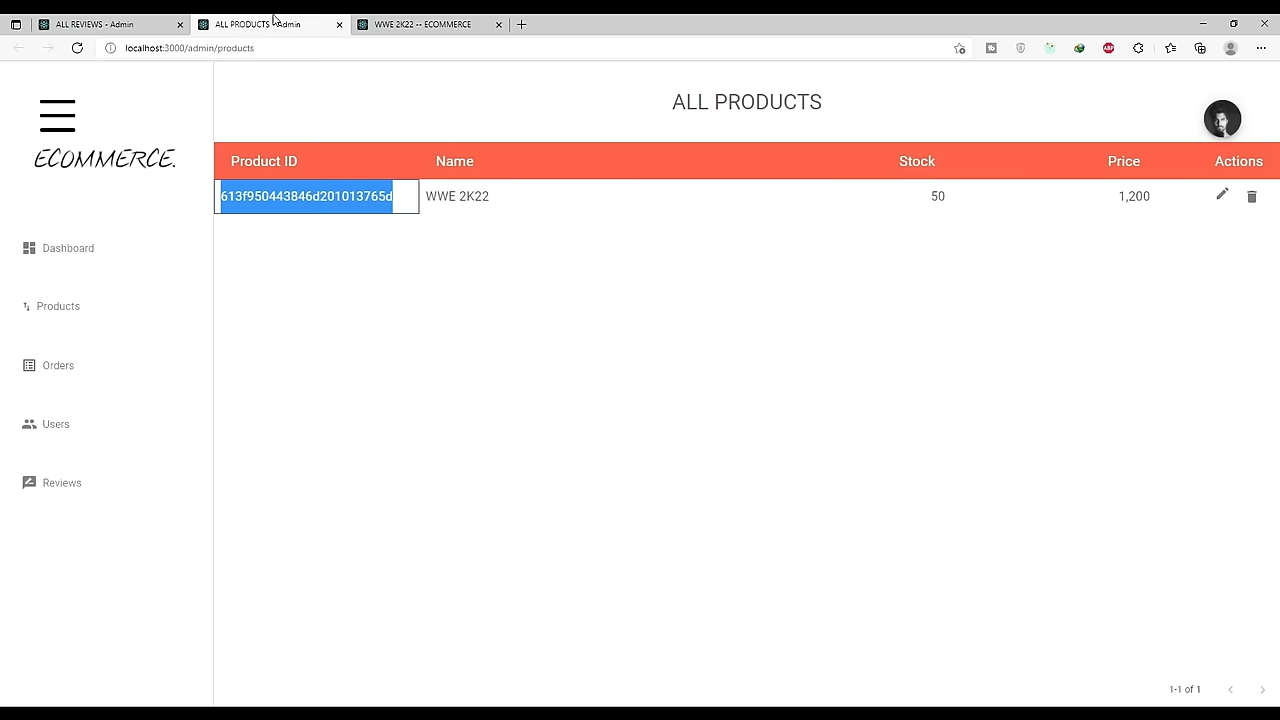 ALL REVIEWS - Admin
ALL PRODUCTS - Admin
WWE 2K22 -- ECOMMERCE
localhost:3000/admin/products
ABP
ECOMMERCE.
Dashboard
Products
Orders
Users
Reviews
ALL PRODUCTS
Product ID Name Stock Price Actions
613f950443846d201013765d WWE 2K22 50 1,200
1-1 of 1